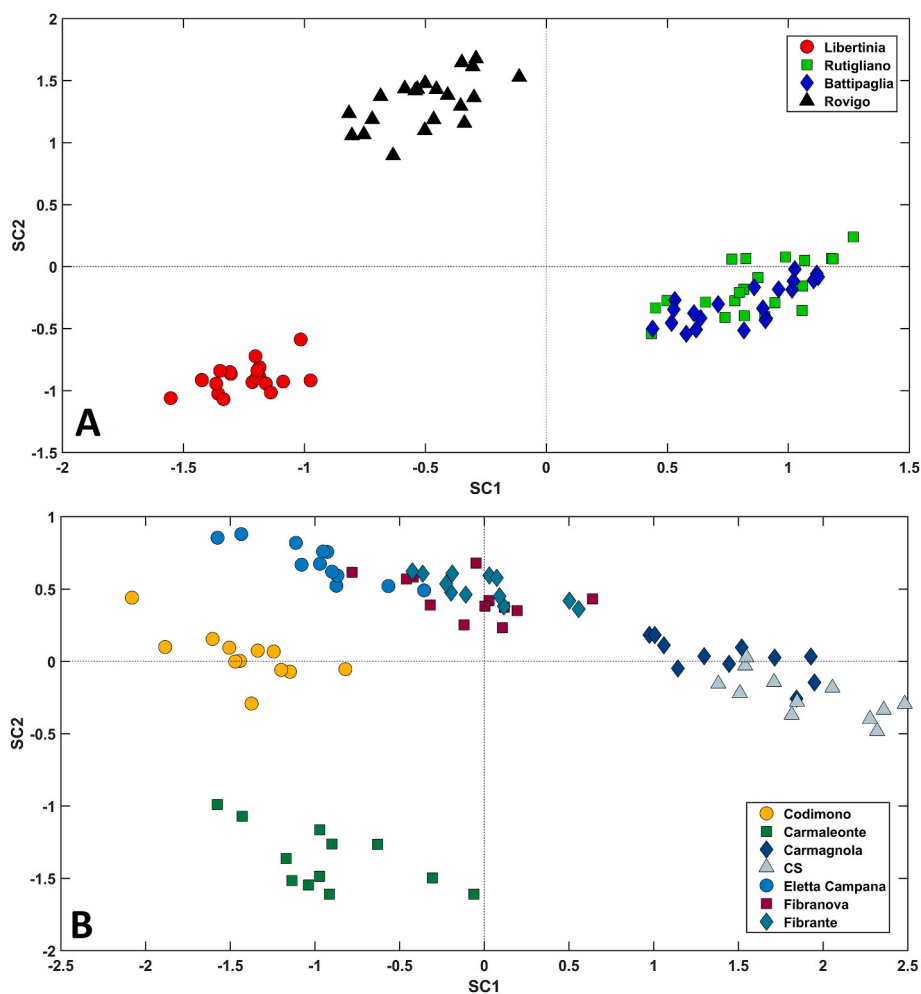 2
1.5
1
0.5
0
-0.5
-1
-1.5
SC2
Libertinia
Rutigliano
Battipaglia
Rovigo
A
-2
-1.5
-1
-0.5
0
0.5
1
1.5
SC1
1
0.5
0
-0.5
-1
-1.5
-2
SC2
Codimono
Carmaleonte
Carmagnola
CS
Eletta Campana
Fibranova
Fibrante
B
-2.5
-2
-1.5
-1
-0.5
0
0.5
1
1.5
2
2.5
SC1